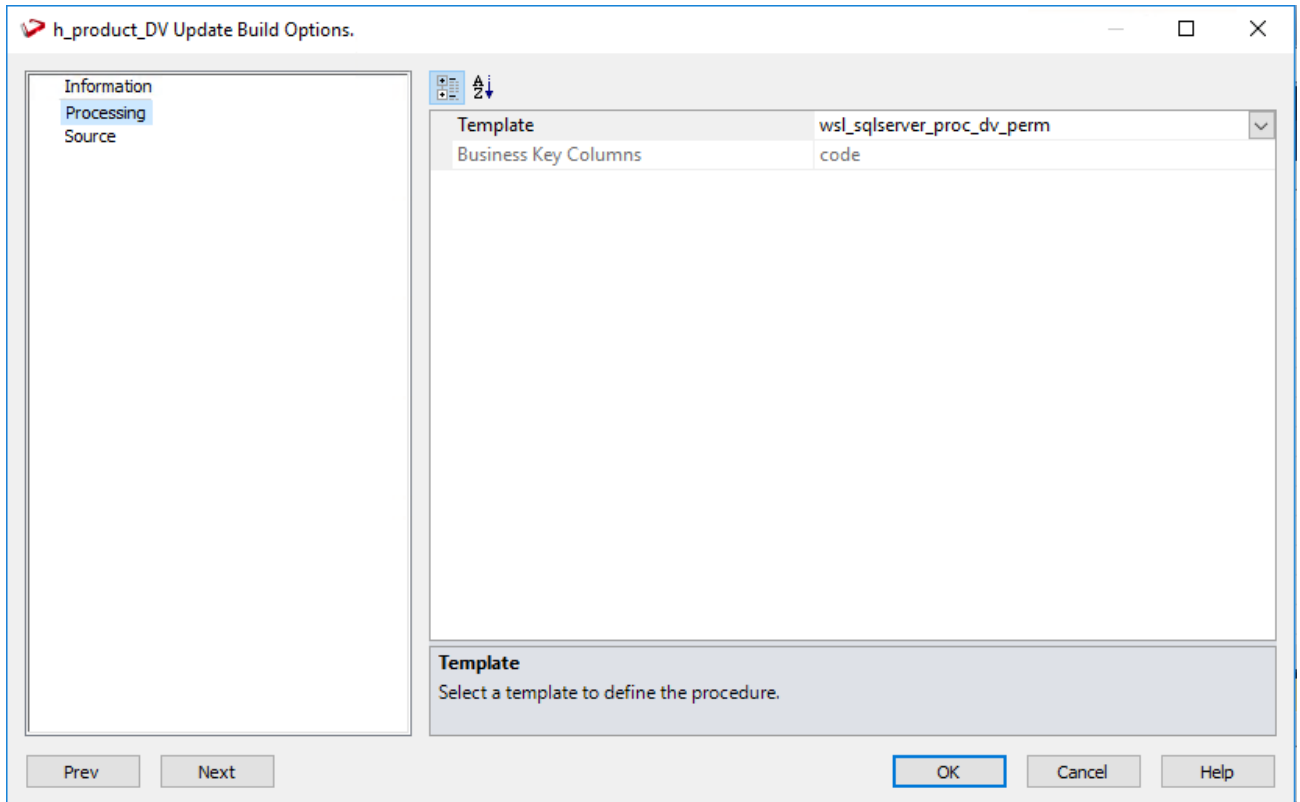 h_product_DV Update Build Options.
Information
Processing
Source
Template wsl_sqlserver_proc_dv_perm
Business Key Columns code
Template
Select a template to define the procedure.
Prev Next OK Cancel Help